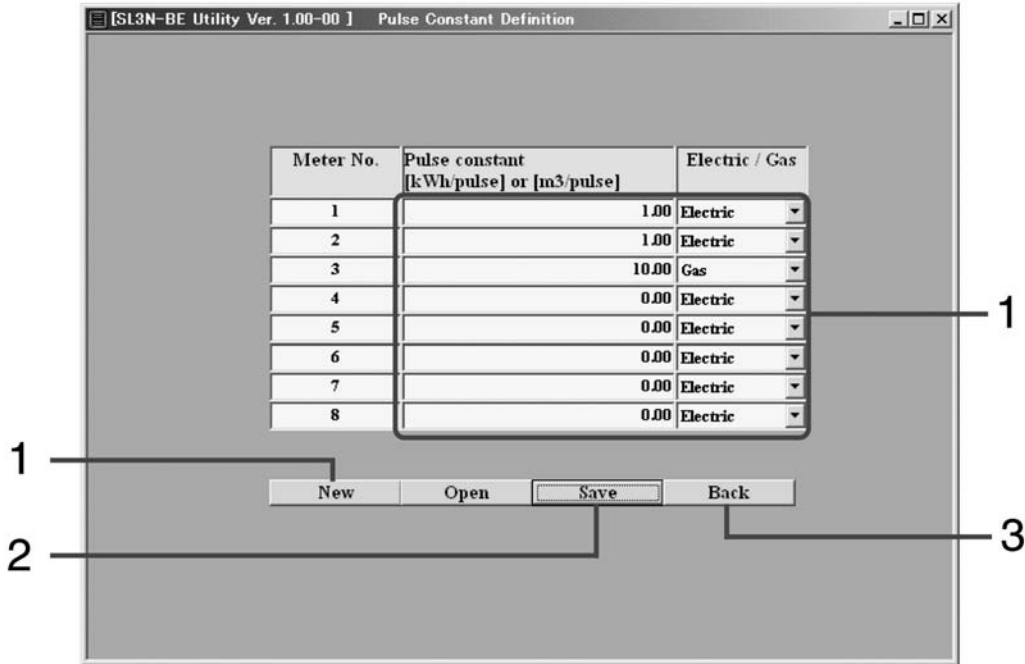 [SL3N-BE Utility Ver. 1.00-00 ] Pulse Constant Definition
Meter No. Pulse constant Electric / Gas
[kWh/pulse] or [m3/pulse]
1 1.00 Electric
2 1.00 Electric
3 10.00 Gas
4 0.00 Electric
5 0.00 Electric
1
6 0.00 Electric
7 0.00 Electric
8 0.00 Electric
1
New Open Save Back
2
3